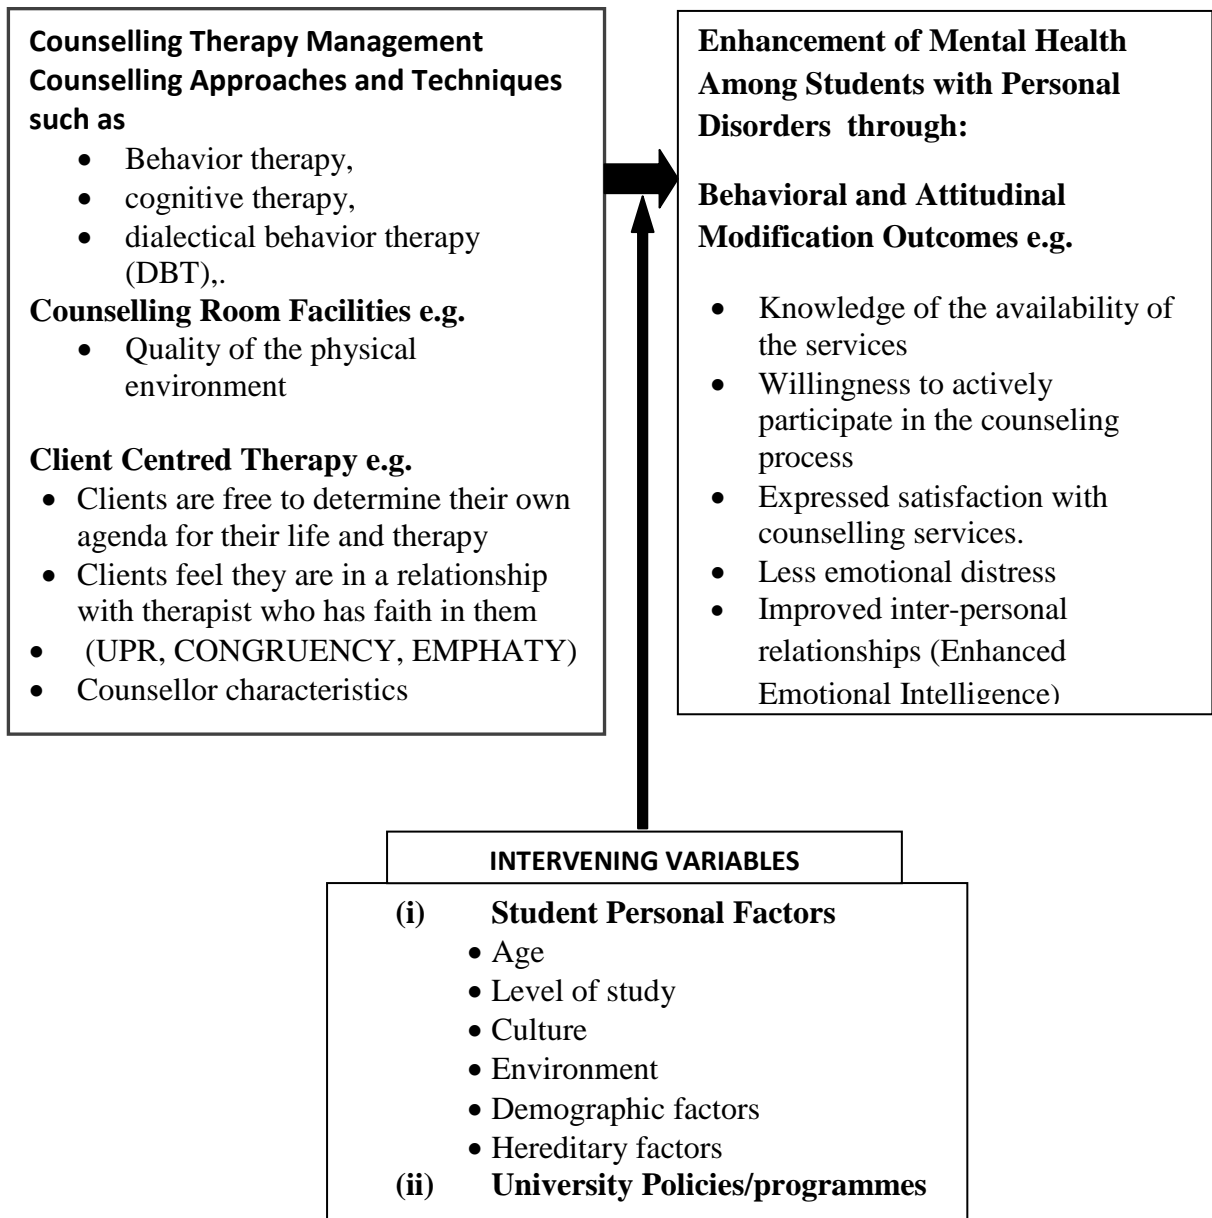 Counselling Therapy Management
Counselling Approaches and Techniques
such as
• Behavior therapy,
• cognitive therapy,
• dialectical behavior therapy
(DBT),.
Counselling Room Facilities e.g.
• Quality of the physical
environment
Client Centred Therapy e.g.
• Clients are free to determine their own
agenda for their life and therapy
• Clients feel they are in a relationship
with therapist who has faith in them
• (UPR, CONGRUENCY, EMPHATY)
• Counsellor characteristics
Enhancement of Mental Health
Among Students with Personal
Disorders through:
Behavioral and Attitudinal
Modification Outcomes e.g.
• Knowledge of the availability of
the services
• Willingness to actively
participate in the counseling
process
• Expressed satisfaction with
counselling services.
• Less emotional distress
• Improved inter-personal
relationships (Enhanced
Emotional Intelligence)
INTERVENING VARIABLES
(i) Student Personal Factors
• Age
• Level of study
• Culture
• Environment
• Demographic factors
• Hereditary factors
(ii) University Policies/programmes